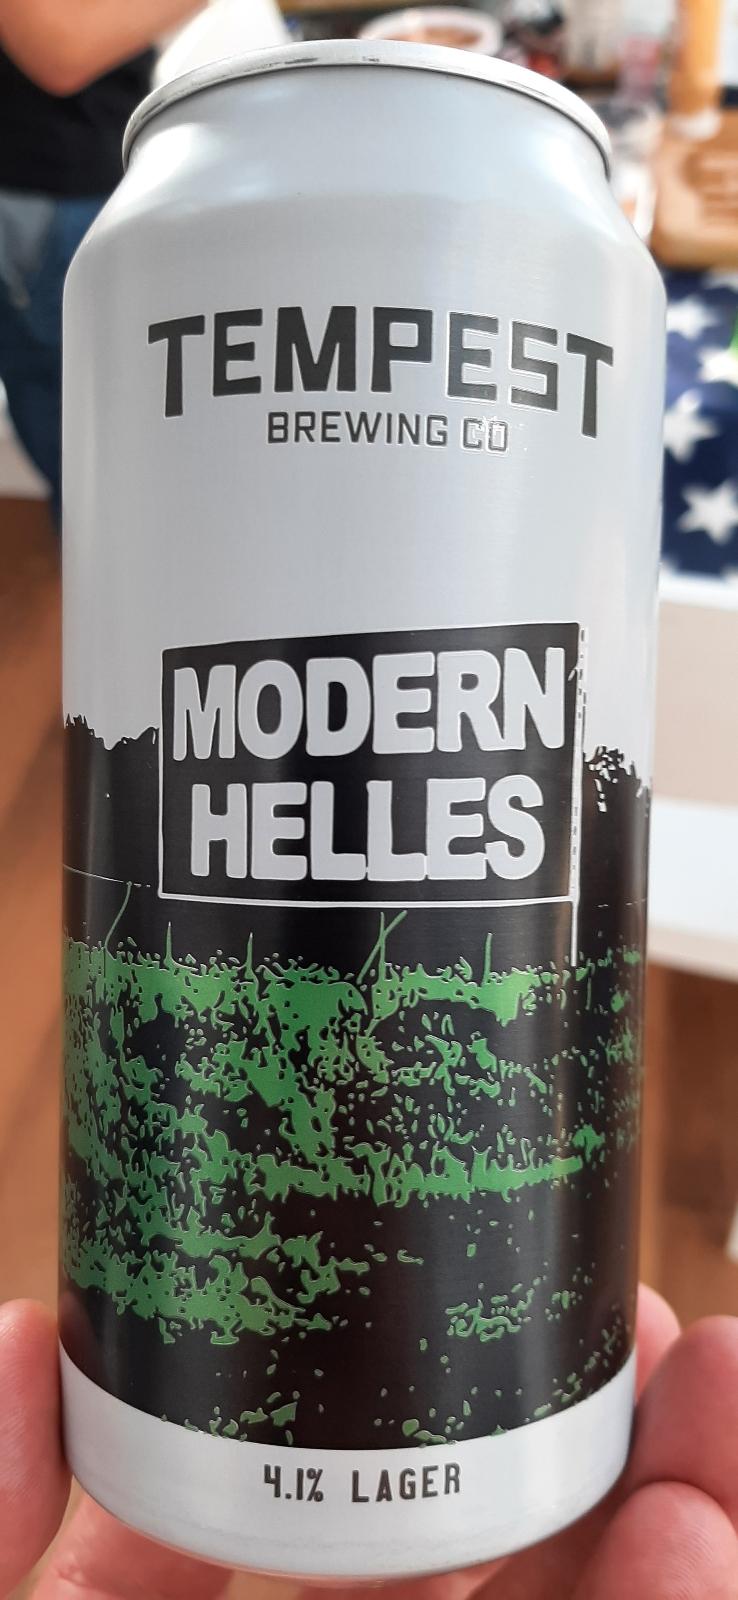 TEMPEST
BREWING CO
MODERN
HELLES
4.1% LAGER